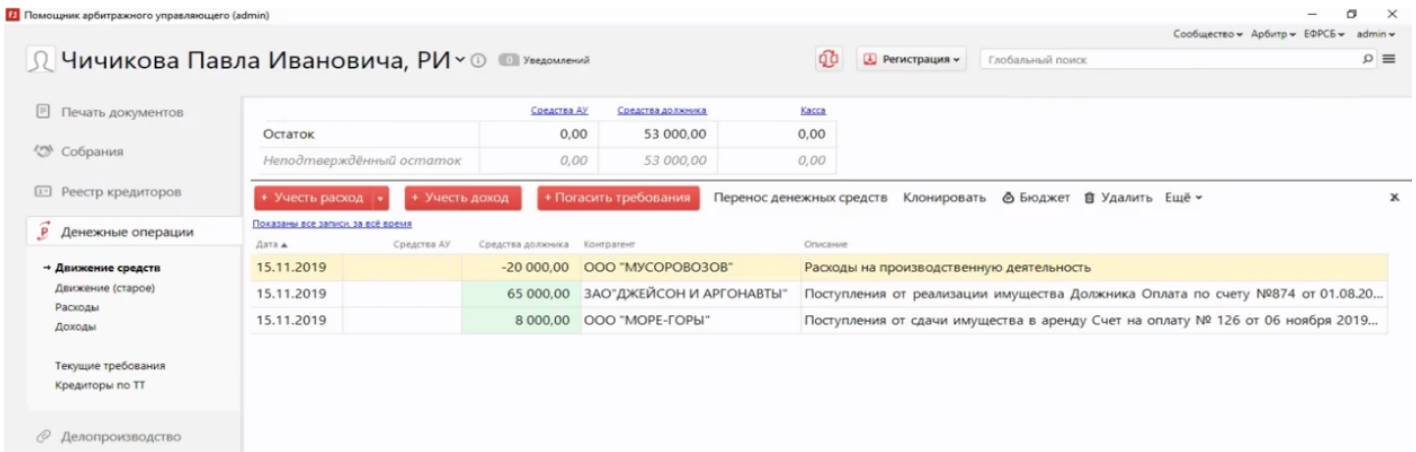 Помощник арбитражного управляющего (admin)
Сообщество Арбитр ЕФРСБ admin
Чичикова Павла Ивановича, РИ 0 Уведомлений Регистрация Глобальный поиск
Печать документов
Собрания
Реестр кредиторов
Денежные операции
Движение средств
Движение (старое)
Расходы
Доходы
Текущие требования
Кредиторы по ТТ
Делопроизводство
Средства АУ Средства должника Касса
Остаток 0,00 53 000,00 0,00
Неподтверждённый остаток 0,00 53 000,00 0,00
+ Учесть расход + Учесть доход + Погасить требования Перенос денежных средств Клонировать Бюджет Удалить Ещё
Показаны все записи, за всё время
Дата Средства АУ Средства должника Контрагент Описание
15.11.2019 -20 000,00 ООО "МУСОРОВОЗОВ" Расходы на производственную деятельность
15.11.2019 65 000,00 ЗАО"ДЖЕЙСОН И АРГОНАВТЫ" Поступления от реализации имущества Должника Оплата по счету №874 от 01.08.20...
15.11.2019 8 000,00 ООО "МОРЕ-ГОРЫ" Поступления от сдачи имущества в аренду Счет на оплату № 126 от 06 ноября 2019...